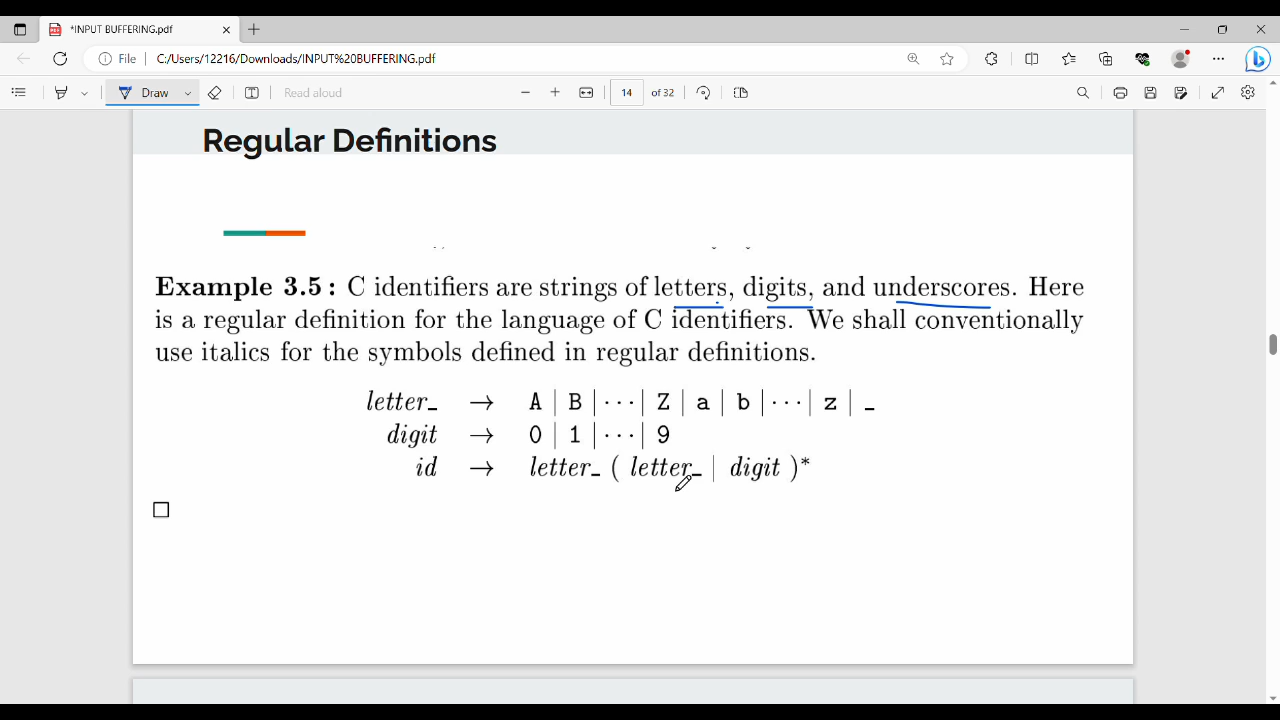 *INPUT BUFFERING.pdf
File C:/Users/12216/Downloads/INPUT%20BUFFERING.pdf
Draw Read aloud 14 of 32
Regular Definitions
Example 3.5: C identifiers are strings of letters, digits, and underscores. Here
is a regular definition for the language of C identifiers. We shall conventionally
use italics for the symbols defined in regular definitions.
letter_ → A | B | ··· | Z | a | b | ··· | z | _
digit → 0 | 1 | ··· | 9
id → letter_ ( letter_ | digit )*